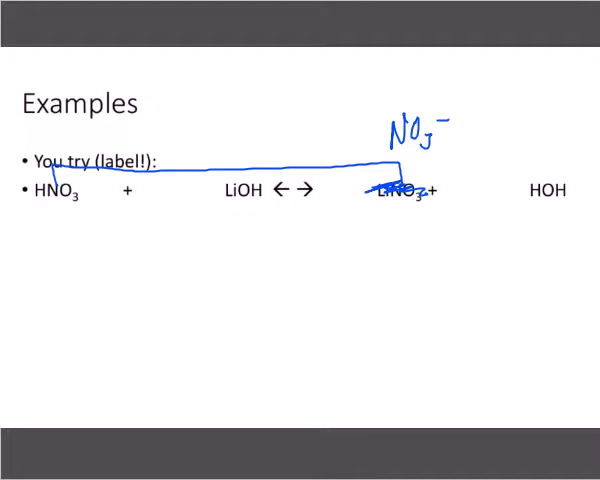 Examples
NO₃⁻
• You try (label!):
• HNO₃ + LiOH ← → LiNO₃ + HOH